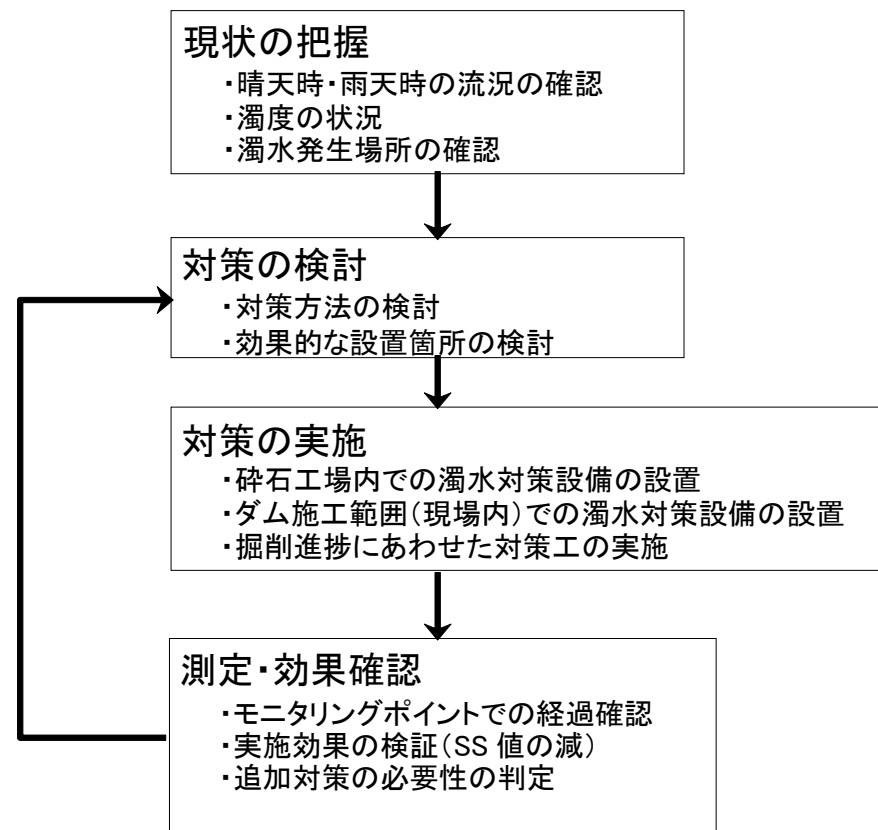 現状の把握
・晴天時・雨天時の流況の確認
・濁度の状況
・濁水発生場所の確認
対策の検討
・対策方法の検討
・効果的な設置箇所の検討
対策の実施
・砕石工場内での濁水対策設備の設置
・ダム施工範囲(現場内)での濁水対策設備の設置
・掘削進捗にあわせた対策工の実施
測定・効果確認
・モニタリングポイントでの経過確認
・実施効果の検証(SS 値の減)
・追加対策の必要性の判定